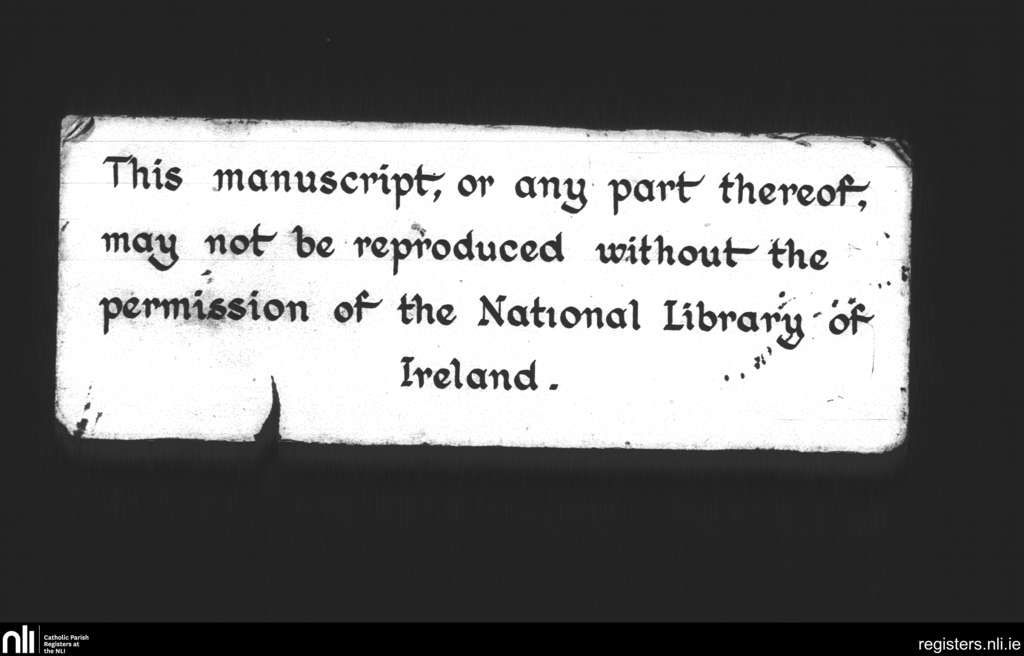 This manuscript, or any part thereof,
may not be reproduced without the
permission of the National Library of
Ireland.
nli
Catholic Parish
Registers at
the NLI
registers.nli.ie